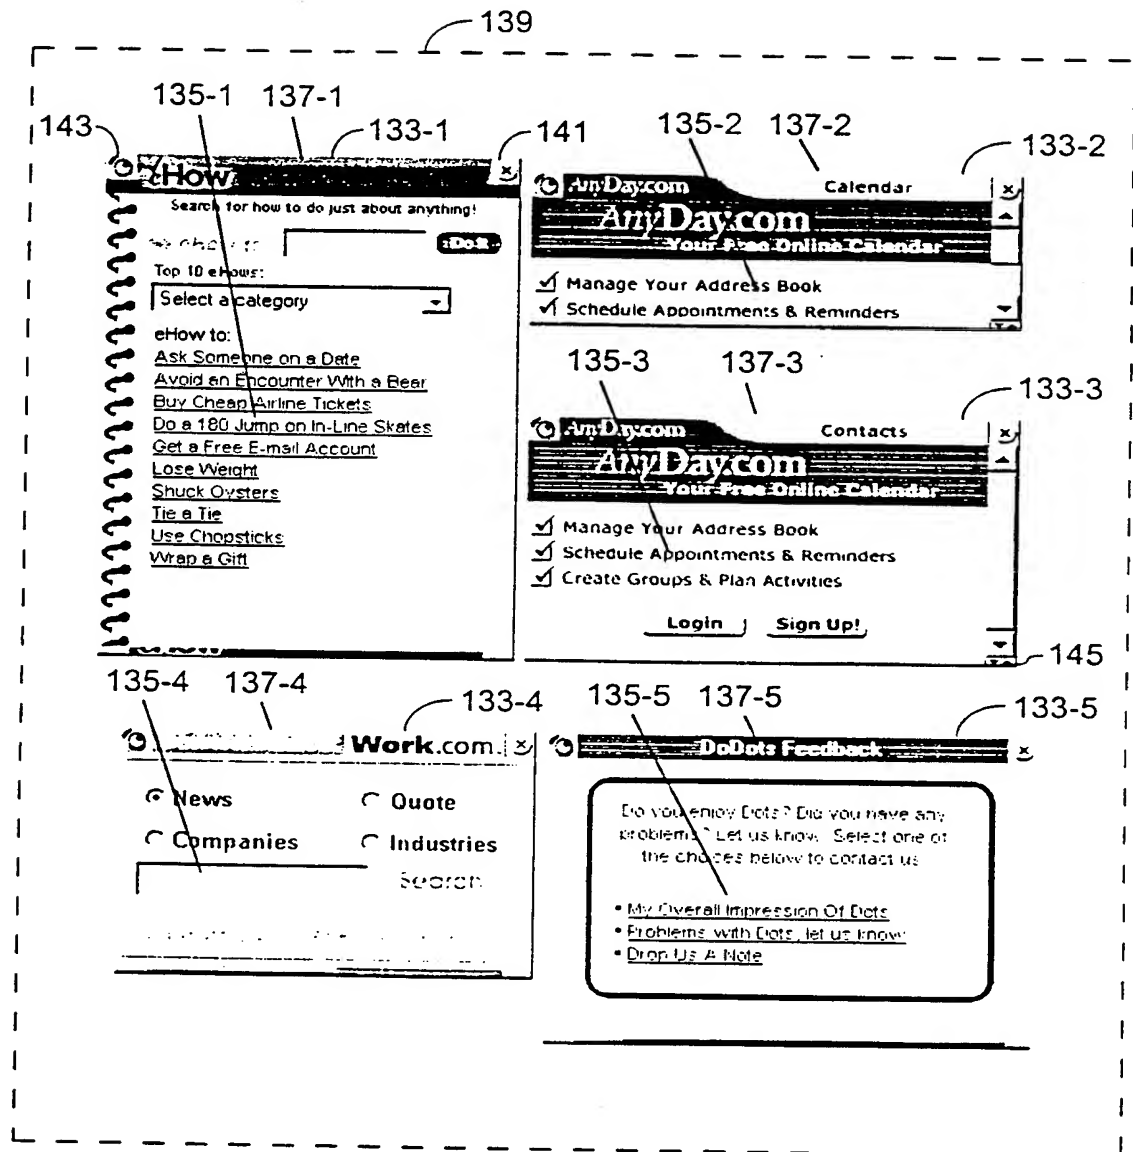 139
135-1 137-1
143 133-1 141
eHow
Search for how to do just about anything!
Do It
Top 10 eHows:
Select a category
eHow to:
Ask Someone on a Date
Avoid an Encounter With a Bear
Buy Cheap Airline Tickets
Do a 180 Jump on In-Line Skates
Get a Free E-mail Account
Lose Weight
Shuck Oysters
Tie a Tie
Use Chopsticks
Wrap a Gift
135-2 137-2
133-2
AnyDay.com Calendar
AnyDay.com
Your Free Online Calendar
Manage Your Address Book
Schedule Appointments & Reminders
135-3 137-3
133-3
AnyDay.com Contacts
AnyDay.com
Your Free Online Calendar
Manage Your Address Book
Schedule Appointments & Reminders
Create Groups & Plan Activities
Login Sign Up!
145
135-4 137-4
133-4
Work.com
News Quote
Companies Industries
Search
135-5 137-5
133-5
DoDots Feedback
Do you enjoy Dots? Did you have any
problems? Let us know. Select one of
the choices below to contact us
• My Overall Impression Of Dots
• Problems with Dots, let us know
• Drop Us A Note